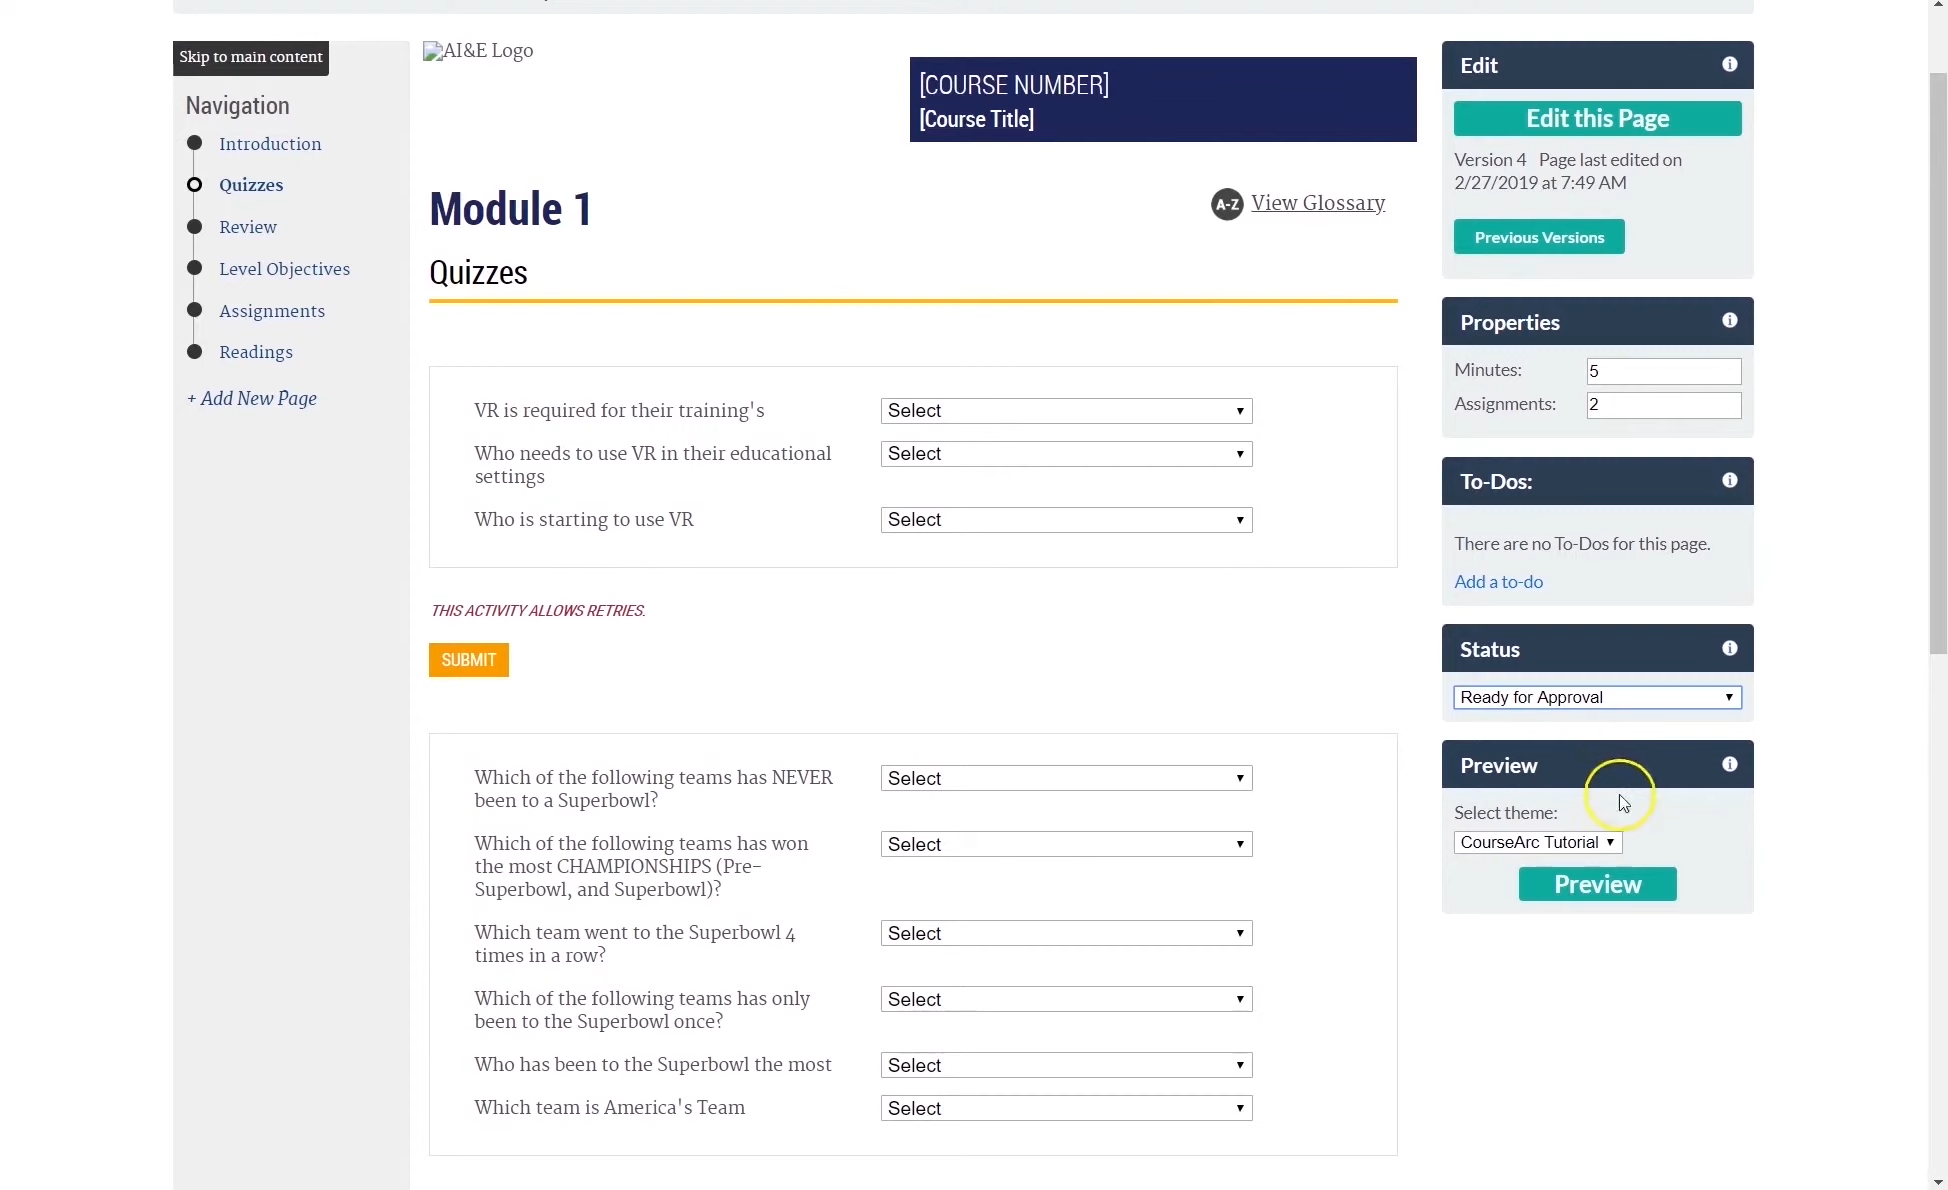 Skip to main content
Navigation
Introduction
Quizzes
Review
Level Objectives
Assignments
Readings
+ Add New Page
AI&E Logo
[COURSE NUMBER]
[Course Title]
Module 1
A-Z View Glossary
Quizzes
VR is required for their training's Select
Who needs to use VR in their educational Select
settings
Who is starting to use VR Select
THIS ACTIVITY ALLOWS RETRIES.
SUBMIT
Which of the following teams has NEVER Select
been to a Superbowl?
Which of the following teams has won Select
the most CHAMPIONSHIPS (Pre-
Superbowl, and Superbowl)?
Which team went to the Superbowl 4 Select
times in a row?
Which of the following teams has only Select
been to the Superbowl once?
Who has been to the Superbowl the most Select
Which team is America's Team Select
Edit
Edit this Page
Version 4 Page last edited on
2/27/2019 at 7:49 AM
Previous Versions
Properties
Minutes: 5
Assignments: 2
To-Dos:
There are no To-Dos for this page.
Add a to-do
Status
Ready for Approval
Preview
Select theme:
CourseArc Tutorial
Preview